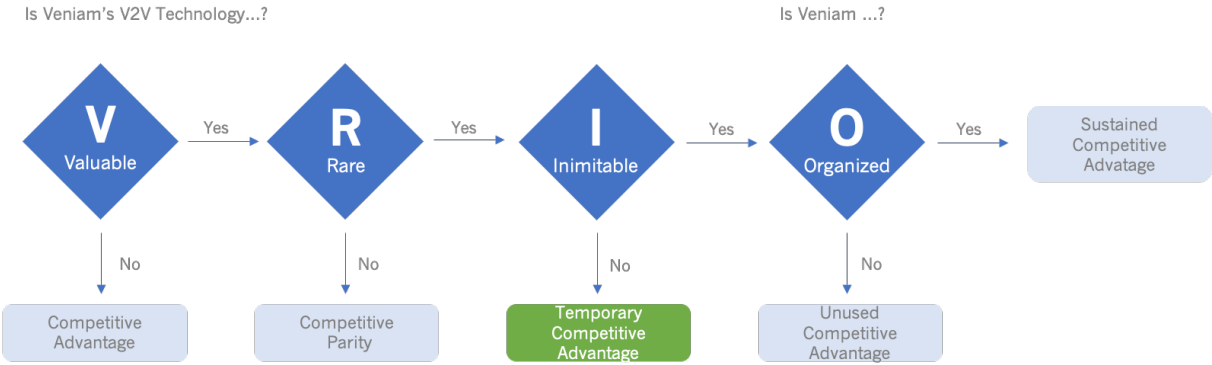 Is Veniam's V2V Technology...?
Is Veniam ...?
V
Valuable
Yes
R
Rare
Yes
I
Inimitable
Yes
O
Organized
Yes
Sustained
Competitive
Advatage
No
No
No
No
Competitive
Advantage
Competitive
Parity
Temporary
Competitive
Advantage
Unused
Competitive
Advantage